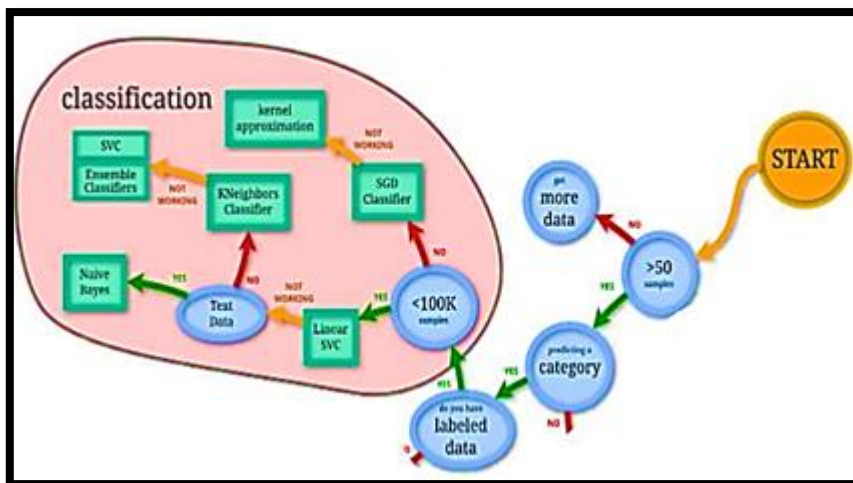 START
>50
samples
NO
get
more
data
YES
predicting a
category
NO
YES
do you have
labeled
data
YES
classification
<100K
samples
NO
SGD
Classifier
NOT
WORKING
kernel
approximation
YES
Linear
SVC
NOT
WORKING
Text
Data
YES
Naive
Bayes
NO
KNeighbors
Classifier
NOT
WORKING
SVC
Ensemble
Classifiers